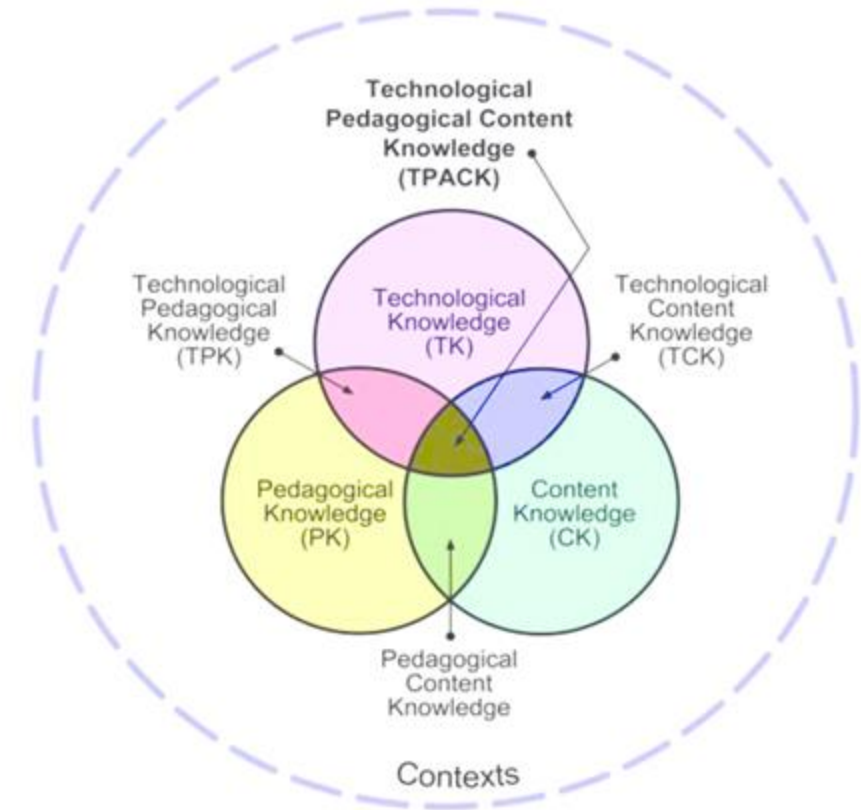 Technological
Pedagogical Content
Knowledge
(TPACK)
Technological
Pedagogical
Knowledge
(TPK)
Technological
Knowledge
(TK)
Technological
Content
Knowledge
(TCK)
Pedagogical
Knowledge
(PK)
Content
Knowledge
(CK)
Pedagogical
Content
Knowledge
Contexts